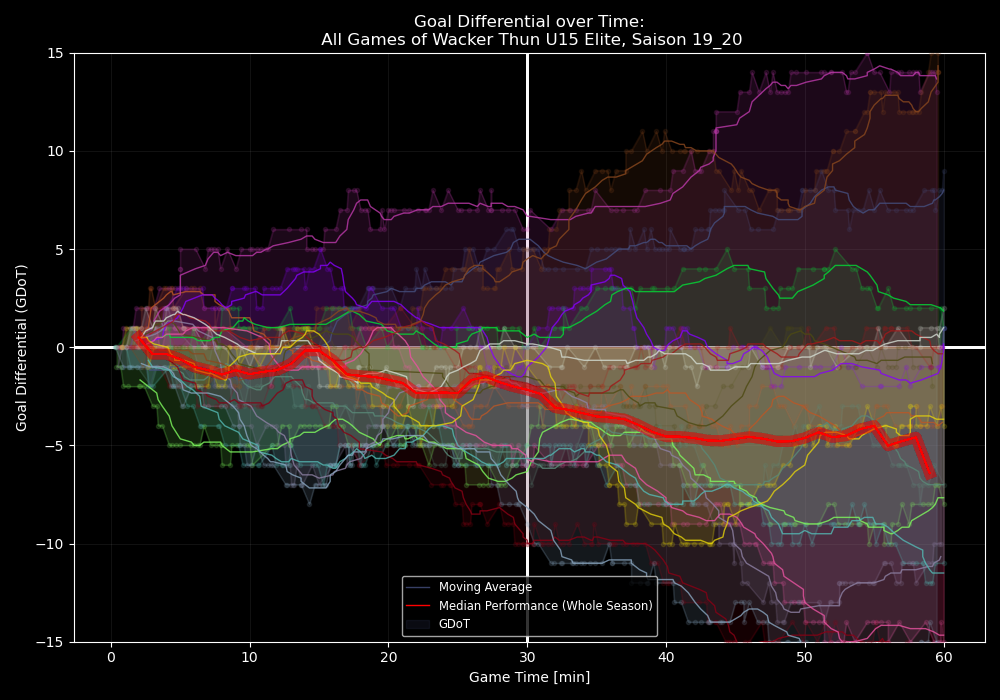 Goal Differential over Time:
All Games of Wacker Thun U15 Elite, Saison 19_20
Goal Differential (GDoT)
15
10
5
0
−5
−10
−15
Moving Average
Median Performance (Whole Season)
GDoT
0 10 20 30 40 50 60
Game Time [min]